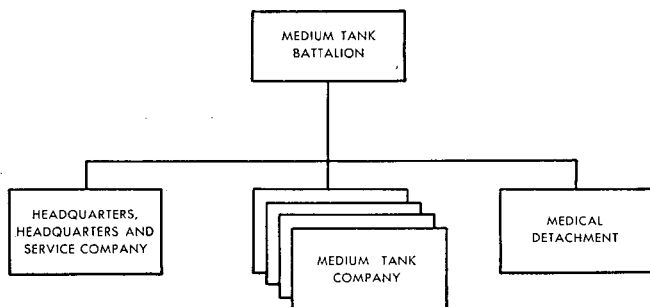 MEDIUM TANK
BATTALION
HEADQUARTERS,
HEADQUARTERS AND
SERVICE COMPANY
MEDIUM TANK
COMPANY
MEDICAL
DETACHMENT